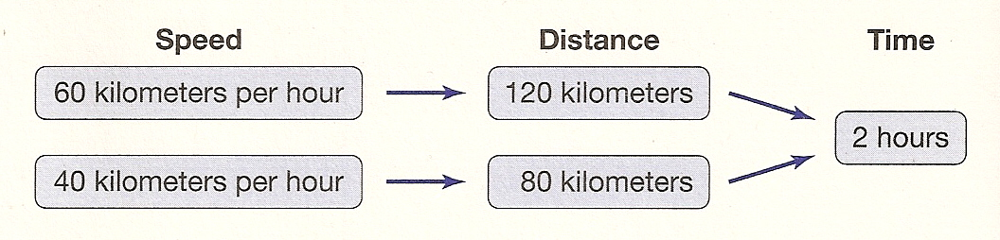 Speed Distance Time
60 kilometers per hour 120 kilometers
2 hours
40 kilometers per hour 80 kilometers